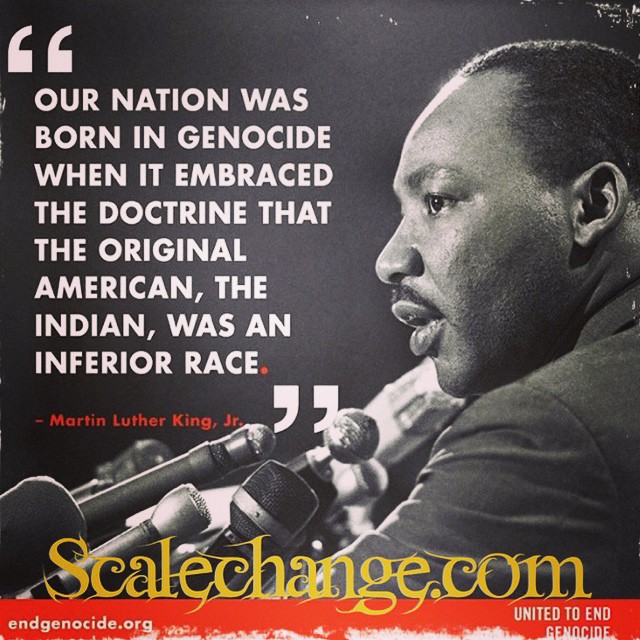 “
OUR NATION WAS
BORN IN GENOCIDE
WHEN IT EMBRACED
THE DOCTRINE THAT
THE ORIGINAL
AMERICAN, THE
INDIAN, WAS AN
INFERIOR RACE.
”
– Martin Luther King, Jr.
Scalechange.com
endgenocide.org
UNITED TO END
GENOCIDE